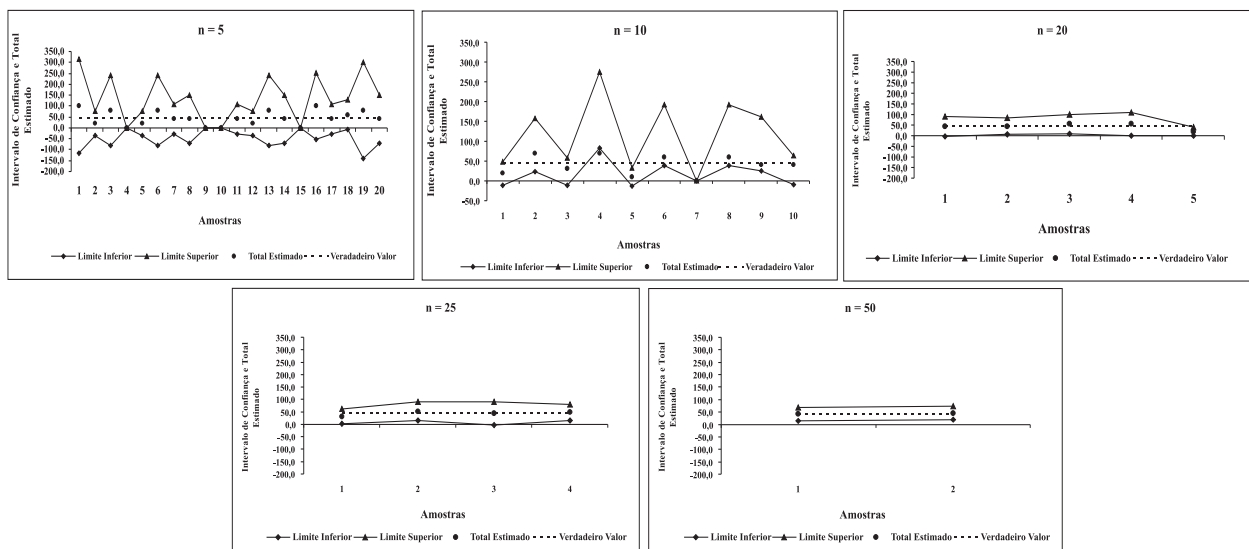 n = 5
Intervalo de Confiança e Total
Estimado
350,0
300,0
250,0
200,0
150,0
100,0
50,0
0,0
-50,0
-100,0
-150,0
-200,0
1 2 3 4 5 6 7 8 9 10 11 12 13 14 15 16 17 18 19 20
Amostras
Limite Inferior Limite Superior Total Estimado Veradadeiro Valor
n = 10
Intervalo de Confiança e Total
Estimado
350,0
300,0
250,0
200,0
150,0
100,0
50,0
0,0
-50,0
1 2 3 4 5 6 7 8 9 10
Amostras
Limite Inferior Limite Superior Total Estimado Verdadeiro Valor
n = 20
Intervalo de Confiança e Total
Estimado
350,0
300,0
250,0
200,0
150,0
100,0
50,0
0,0
-50,0
-100,0
-150,0
-200,0
1 2 3 4 5
Amostras
Limite Inferior Limite Superior Total Estimado Verdadeiro Valor
n = 25
Intervalo de Confiança e Total
Estimado
350,0
300,0
250,0
200,0
150,0
100,0
50,0
0,0
-50,0
-100,0
-150,0
-200,0
1 2 3 4
Amostras
Limite Inferior Limite Superior Total Estimado Verdadeiro Valor
n = 50
Intervalo de Confiança e Total
Estimado
350,0
300,0
250,0
200,0
150,0
100,0
50,0
0,0
-50,0
-100,0
-150,0
-200,0
1 2
Amostras
Limite Inferior Limite Superior Total Estimado Verdadeiro Valor